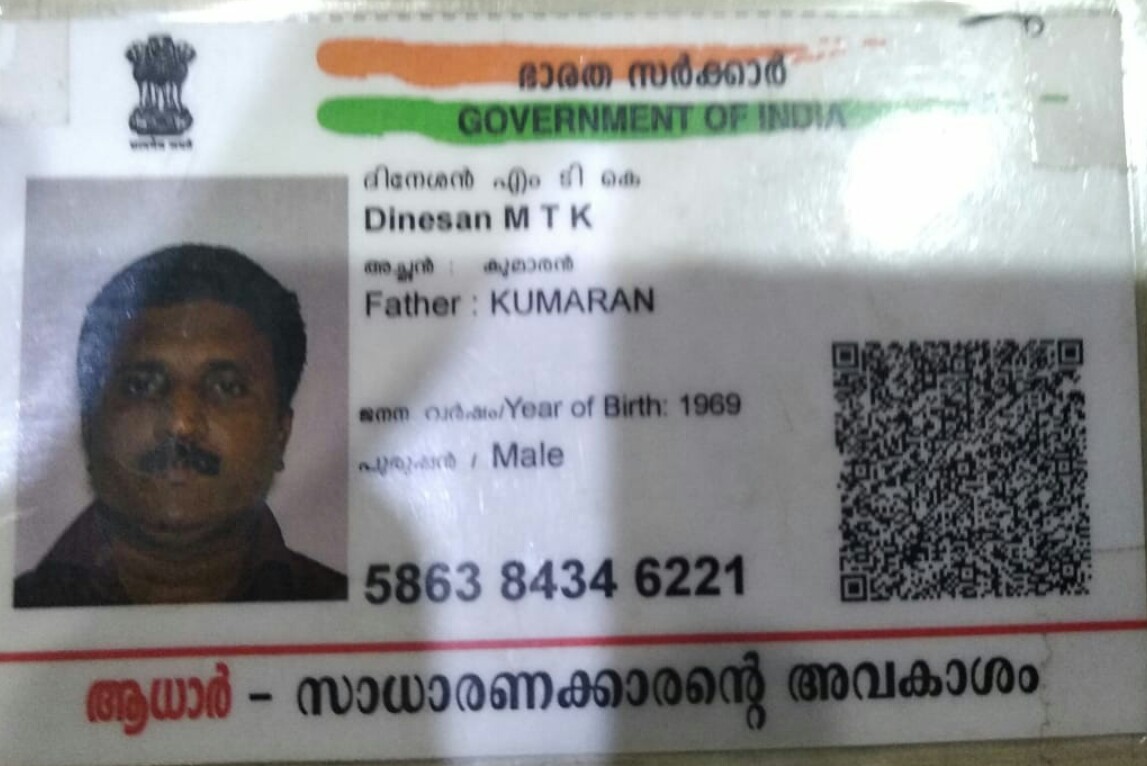 ഭാരത സർക്കാർ
GOVERNMENT OF INDIA
ദിനേശൻ എം ടി കെ
Dinesan M T K
അച്ഛൻ : കുമാരൻ
Father : KUMARAN
ജനന വർഷം/Year of Birth: 1969
പുരുഷൻ / Male
5863 8434 6221
ആധാർ – സാധാരണക്കാരന്റെ അവകാശം